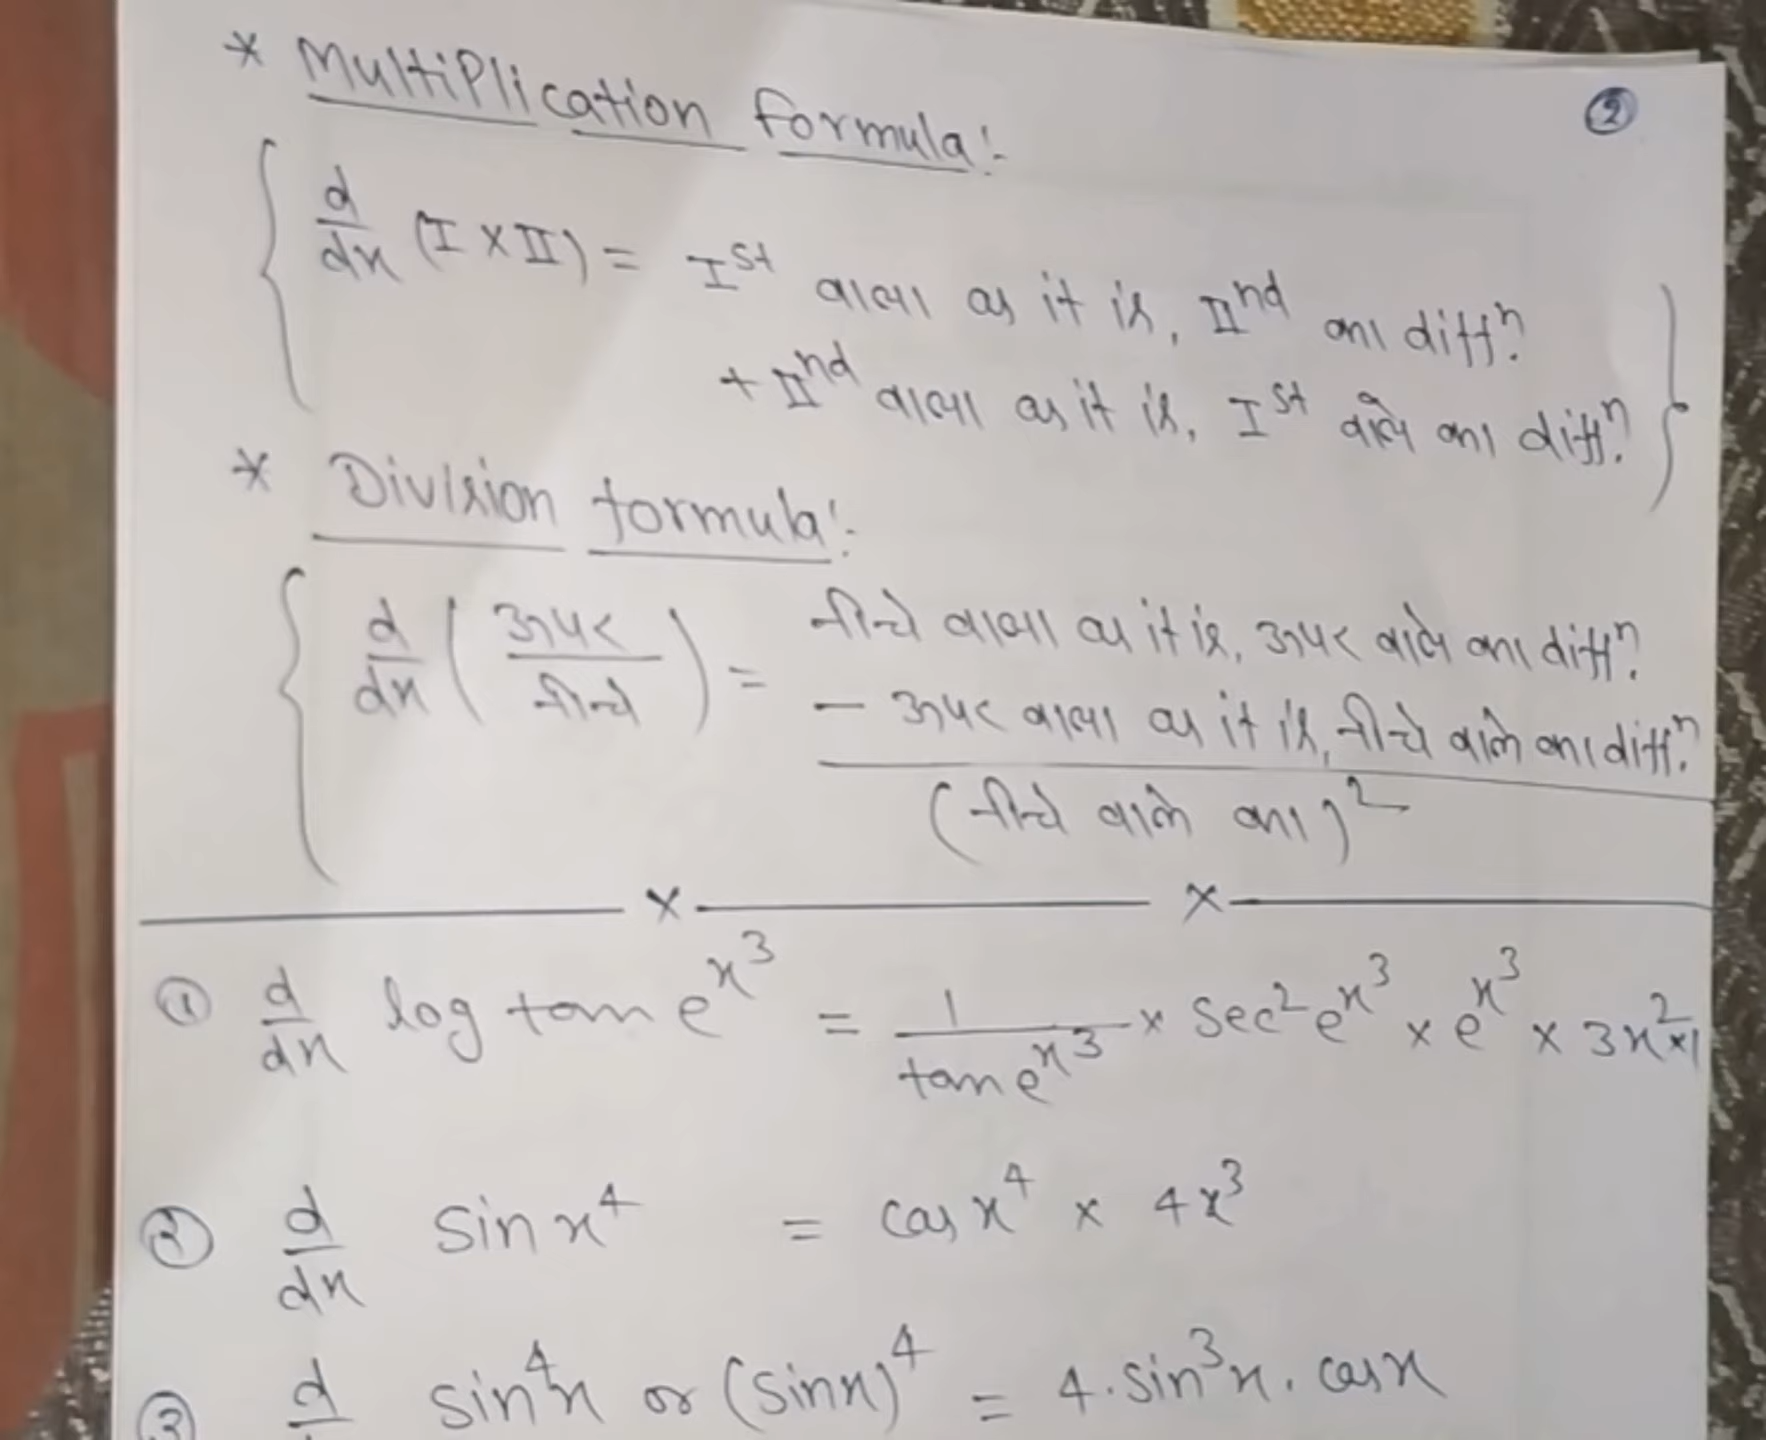 * Multiplication formula:-
②
d/dx (I × II) = Iˢᵗ वाला as it is, IIⁿᵈ का diffⁿ.
+ IIⁿᵈ वाला as it is, Iˢᵗ वाले का diffⁿ.
* Division formula:-
d/dx (ऊपर/नीचे) = नीचे वाला as it is, ऊपर वाले का diffⁿ.
− ऊपर वाला as it is, नीचे वाले का diffⁿ.
(नीचे वाले का)²
× ×
① d/dx log tan e^x³ = 1/tan e^x³ × sec² e^x³ × e^x³ × 3x² ×1
② d/dx sin x⁴ = cos x⁴ × 4x³
③ d sin⁴x or (sinx)⁴ = 4·sin³x·cosx